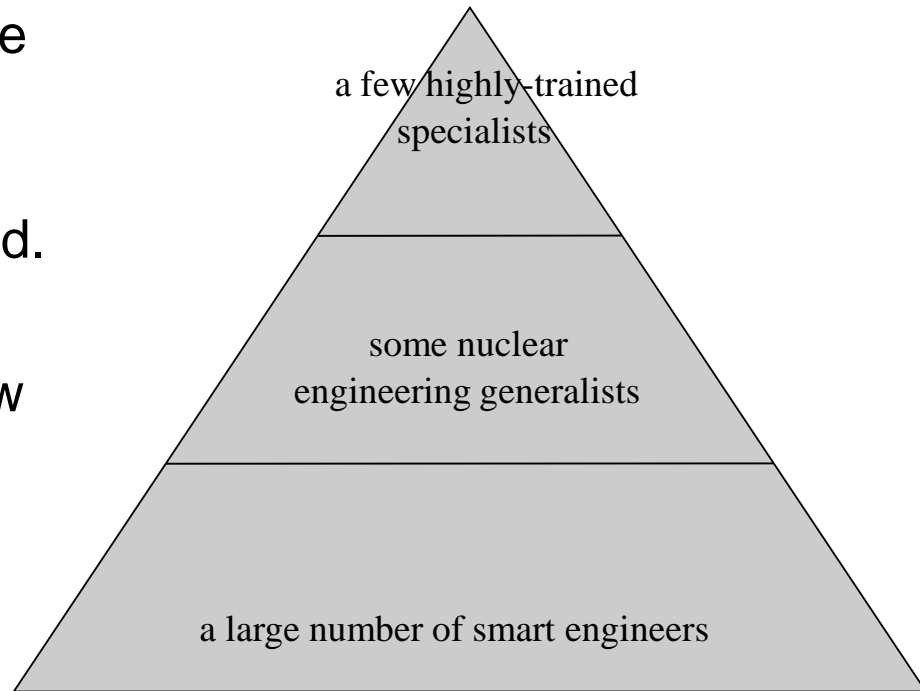 e
d.
w
a few highly-trained
specialists
some nuclear
engineering generalists
a large number of smart engineers